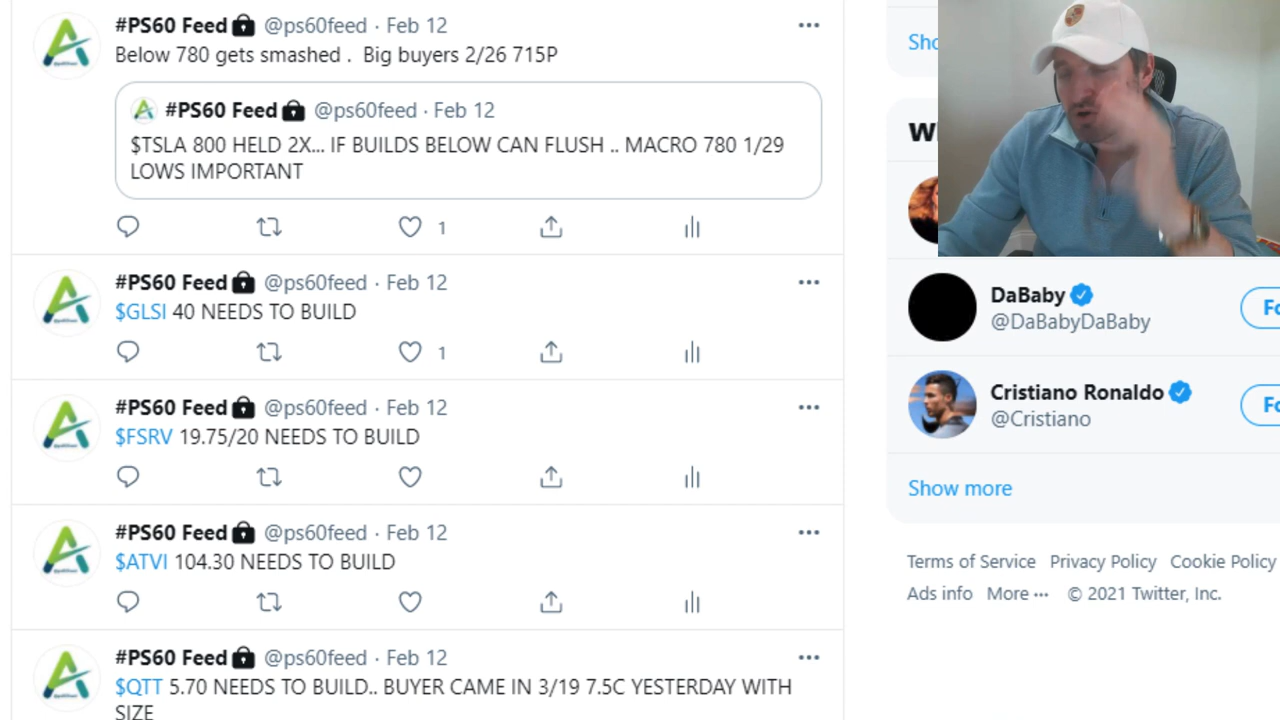 #PS60 Feed @ps60feed · Feb 12
Below 780 gets smashed . Big buyers 2/26 715P
#PS60 Feed @ps60feed · Feb 12
$TSLA 800 HELD 2X... IF BUILDS BELOW CAN FLUSH .. MACRO 780 1/29
LOWS IMPORTANT
1
#PS60 Feed @ps60feed · Feb 12
$GLSI 40 NEEDS TO BUILD
1
#PS60 Feed @ps60feed · Feb 12
$FSRV 19.75/20 NEEDS TO BUILD
#PS60 Feed @ps60feed · Feb 12
$ATVI 104.30 NEEDS TO BUILD
#PS60 Feed @ps60feed · Feb 12
$QTT 5.70 NEEDS TO BUILD.. BUYER CAME IN 3/19 7.5C YESTERDAY WITH
SIZE
Sho
W
DaBaby
@DaBabyDaBaby
Fo
Cristiano Ronaldo
@Cristiano
Fo
Show more
Terms of Service Privacy Policy Cookie Policy
Ads info More ··· © 2021 Twitter, Inc.